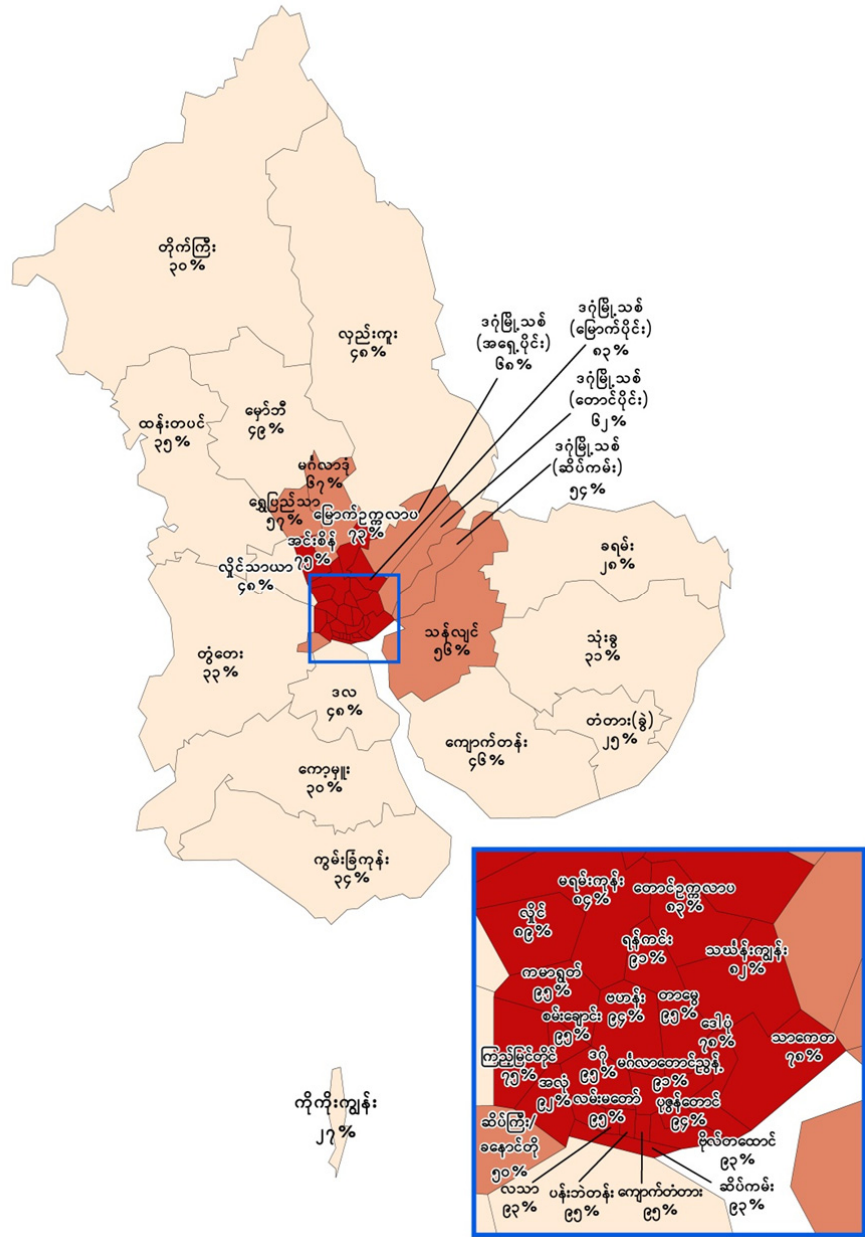 တိုက်ကြီး
၃၀%
လှည်းကူး
၄၈%
ဒဂုံမြို့သစ်
(အရှေ့ပိုင်း)
၆၈%
ဒဂုံမြို့သစ်
(မြောက်ပိုင်း)
၈၃%
ဒဂုံမြို့သစ်
(တောင်ပိုင်း)
၆၂%
ဒဂုံမြို့သစ်
(ဆိပ်ကမ်း)
၅၄%
ထန်းတပင်
၃၅%
မှော်ဘီ
၄၉%
မင်္ဂလာဒုံ
၆၇%
ရွှေပြည်သာ
၅၇%
မြောက်ဥက္ကလာပ
၇၃%
အင်းစိန်
၇၅%
လှိုင်သာယာ
၄၈%
ခရမ်း
၂၈%
သန်လျင်
၅၆%
သုံးခွ
၃၁%
တွံတေး
၃၃%
ဒလ
၄၈%
တံတား(ခွဲ)
၂၅%
ကျောက်တန်း
၄၆%
ကော့မှူး
၃၀%
ကွမ်းခြံကုန်း
၃၄%
ကိုကိုးကျွန်း
၂၇%
မရမ်းကုန်း
၈၄%
တောင်ဥက္ကလာပ
၈၃%
လှိုင်
၈၉%
ရန်ကင်း
၉၁%
သင်္ဃန်းကျွန်း
၈၂%
ကမာရွတ်
၉၅%
ဗဟန်း
၉၄%
တာမွေ
၉၅%
စမ်းချောင်း
၉၅%
ဒေါပုံ
၇၈%
သာကေတ
၇၈%
ကြည့်မြင်တိုင်
၇၅%
ဒဂုံ
၉၅%
မင်္ဂလာတောင်ညွန့်
၉၁%
အလုံ
၉၂%
လမ်းမတော်
၉၅%
ပုဇွန်တောင်
၉၄%
ဆိပ်ကြီး/
ခနောင်တို
၅၀%
ဗိုလ်တထောင်
၉၃%
လသာ
၉၃%
ပန်းဘဲတန်း
၉၅%
ကျောက်တံတား
၉၅%
ဆိပ်ကမ်း
၉၃%